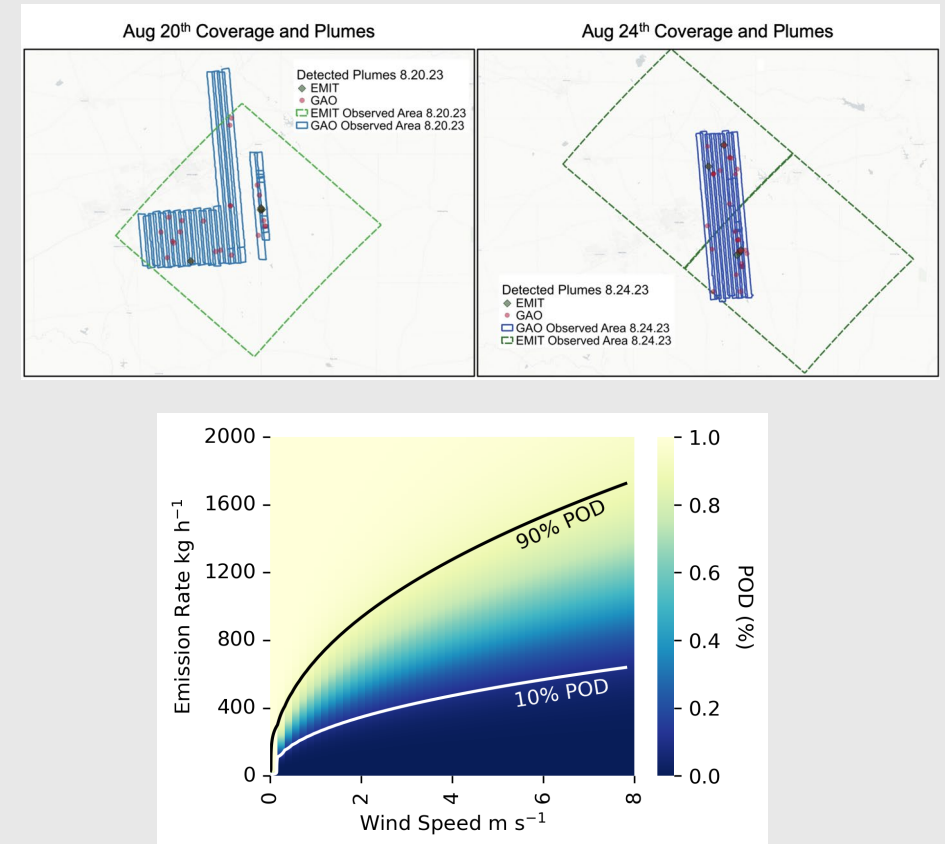 Aug 20th Coverage and Plumes
Detected Plumes 8.20.23
EMIT
GAO
EMIT Observed Area 8.20.23
GAO Observed Area 8.20.23
Aug 24th Coverage and Plumes
Detected Plumes 8.24.23
EMIT
GAO
GAO Observed Area 8.24.23
EMIT Observed Area 8.24.23
2000
1600
1200
800
400
0
Emission Rate kg h⁻¹
90% POD
10% POD
0 2 4 6 8
Wind Speed m s⁻¹
1.0
0.8
0.6
0.4
0.2
0.0
POD (%)